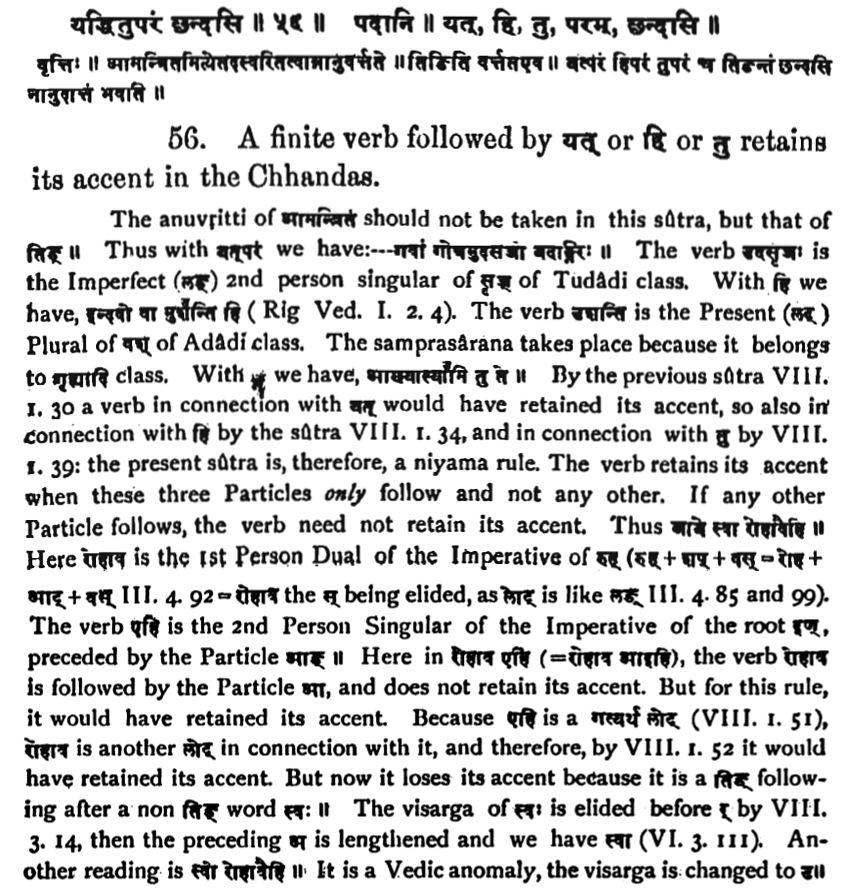 यद्धितुपरं छन्दसि ॥ ५६ ॥ पदानि ॥ यत्, हि, तु, परम्, छन्दसि ॥
वृत्तिः ॥ आमन्त्रितमित्येतदस्वरितत्वान्नानुवर्त्तते ॥ तिङिति वर्त्ततएव ॥ यत्परं हिपरं तुपरं च तिङन्तं छन्दसि
नानुदात्तं भवति ॥
56. A finite verb followed by यत् or हि or तु retains
its accent in the Chhandas.
The anuvṛitti of आमन्त्रितं should not be taken in this sûtra, but that of
तिङ् ॥ Thus with यत्परं we have:---गवां गोत्रमुदसृजो यदाङ्गिरः ॥ The verb उदसृजः is
the Imperfect (लङ्) 2nd person singular of सृज् of Tudâdi class. With हि we
have, इन्दवो वा मुशन्ति हि ( Rig Ved. I. 2. 4). The verb उशन्ति is the Present (लट् )
Plural of वश् of Adâdi class. The samprasârana takes place because it belongs
to गृह्यादि class. With तु we have, आख्यास्यामि तु ते ॥ By the previous sûtra VIII.
1. 30 a verb in connection with यत् would have retained its accent, so also in
connection with हि by the sûtra VIII. 1. 34, and in connection with तु by VIII.
1. 39: the present sûtra is, therefore, a niyama rule. The verb retains its accent
when these three Particles only follow and not any other. If any other
Particle follows, the verb need not retain its accent. Thus जाये स्वा रोहावैहि ॥
Here रोहाव is the 1st Person Dual of the Imperative of रुह् (रुह् + शप् + वस् = रोह +
आट् + वस् III. 4. 92 = रोहाव the स् being elided, as लोट् is like लङ् III. 4. 85 and 99).
The verb एहि is the 2nd Person Singular of the Imperative of the root इण्,
preceded by the Particle आङ् ॥ Here in रोहाव एहि (=रोहाव आइहि), the verb रोहाव
is followed by the Particle आ, and does not retain its accent. But for this rule,
it would have retained its accent. Because एहि is a गत्यर्थ लोट् (VIII. 1. 51),
रोहाव is another लोट् in connection with it, and therefore, by VIII. 1. 52 it would
have retained its accent. But now it loses its accent because it is a तिङ् follow-
ing after a non तिङ् word स्वः ॥ The visarga of स्वः is elided before र् by VIII.
3. 14, then the preceding अ is lengthened and we have स्वा (VI. 3. 111). An-
other reading is स्वो रोहावैहि ॥ It is a Vedic anomaly, the visarga is changed to उ॥